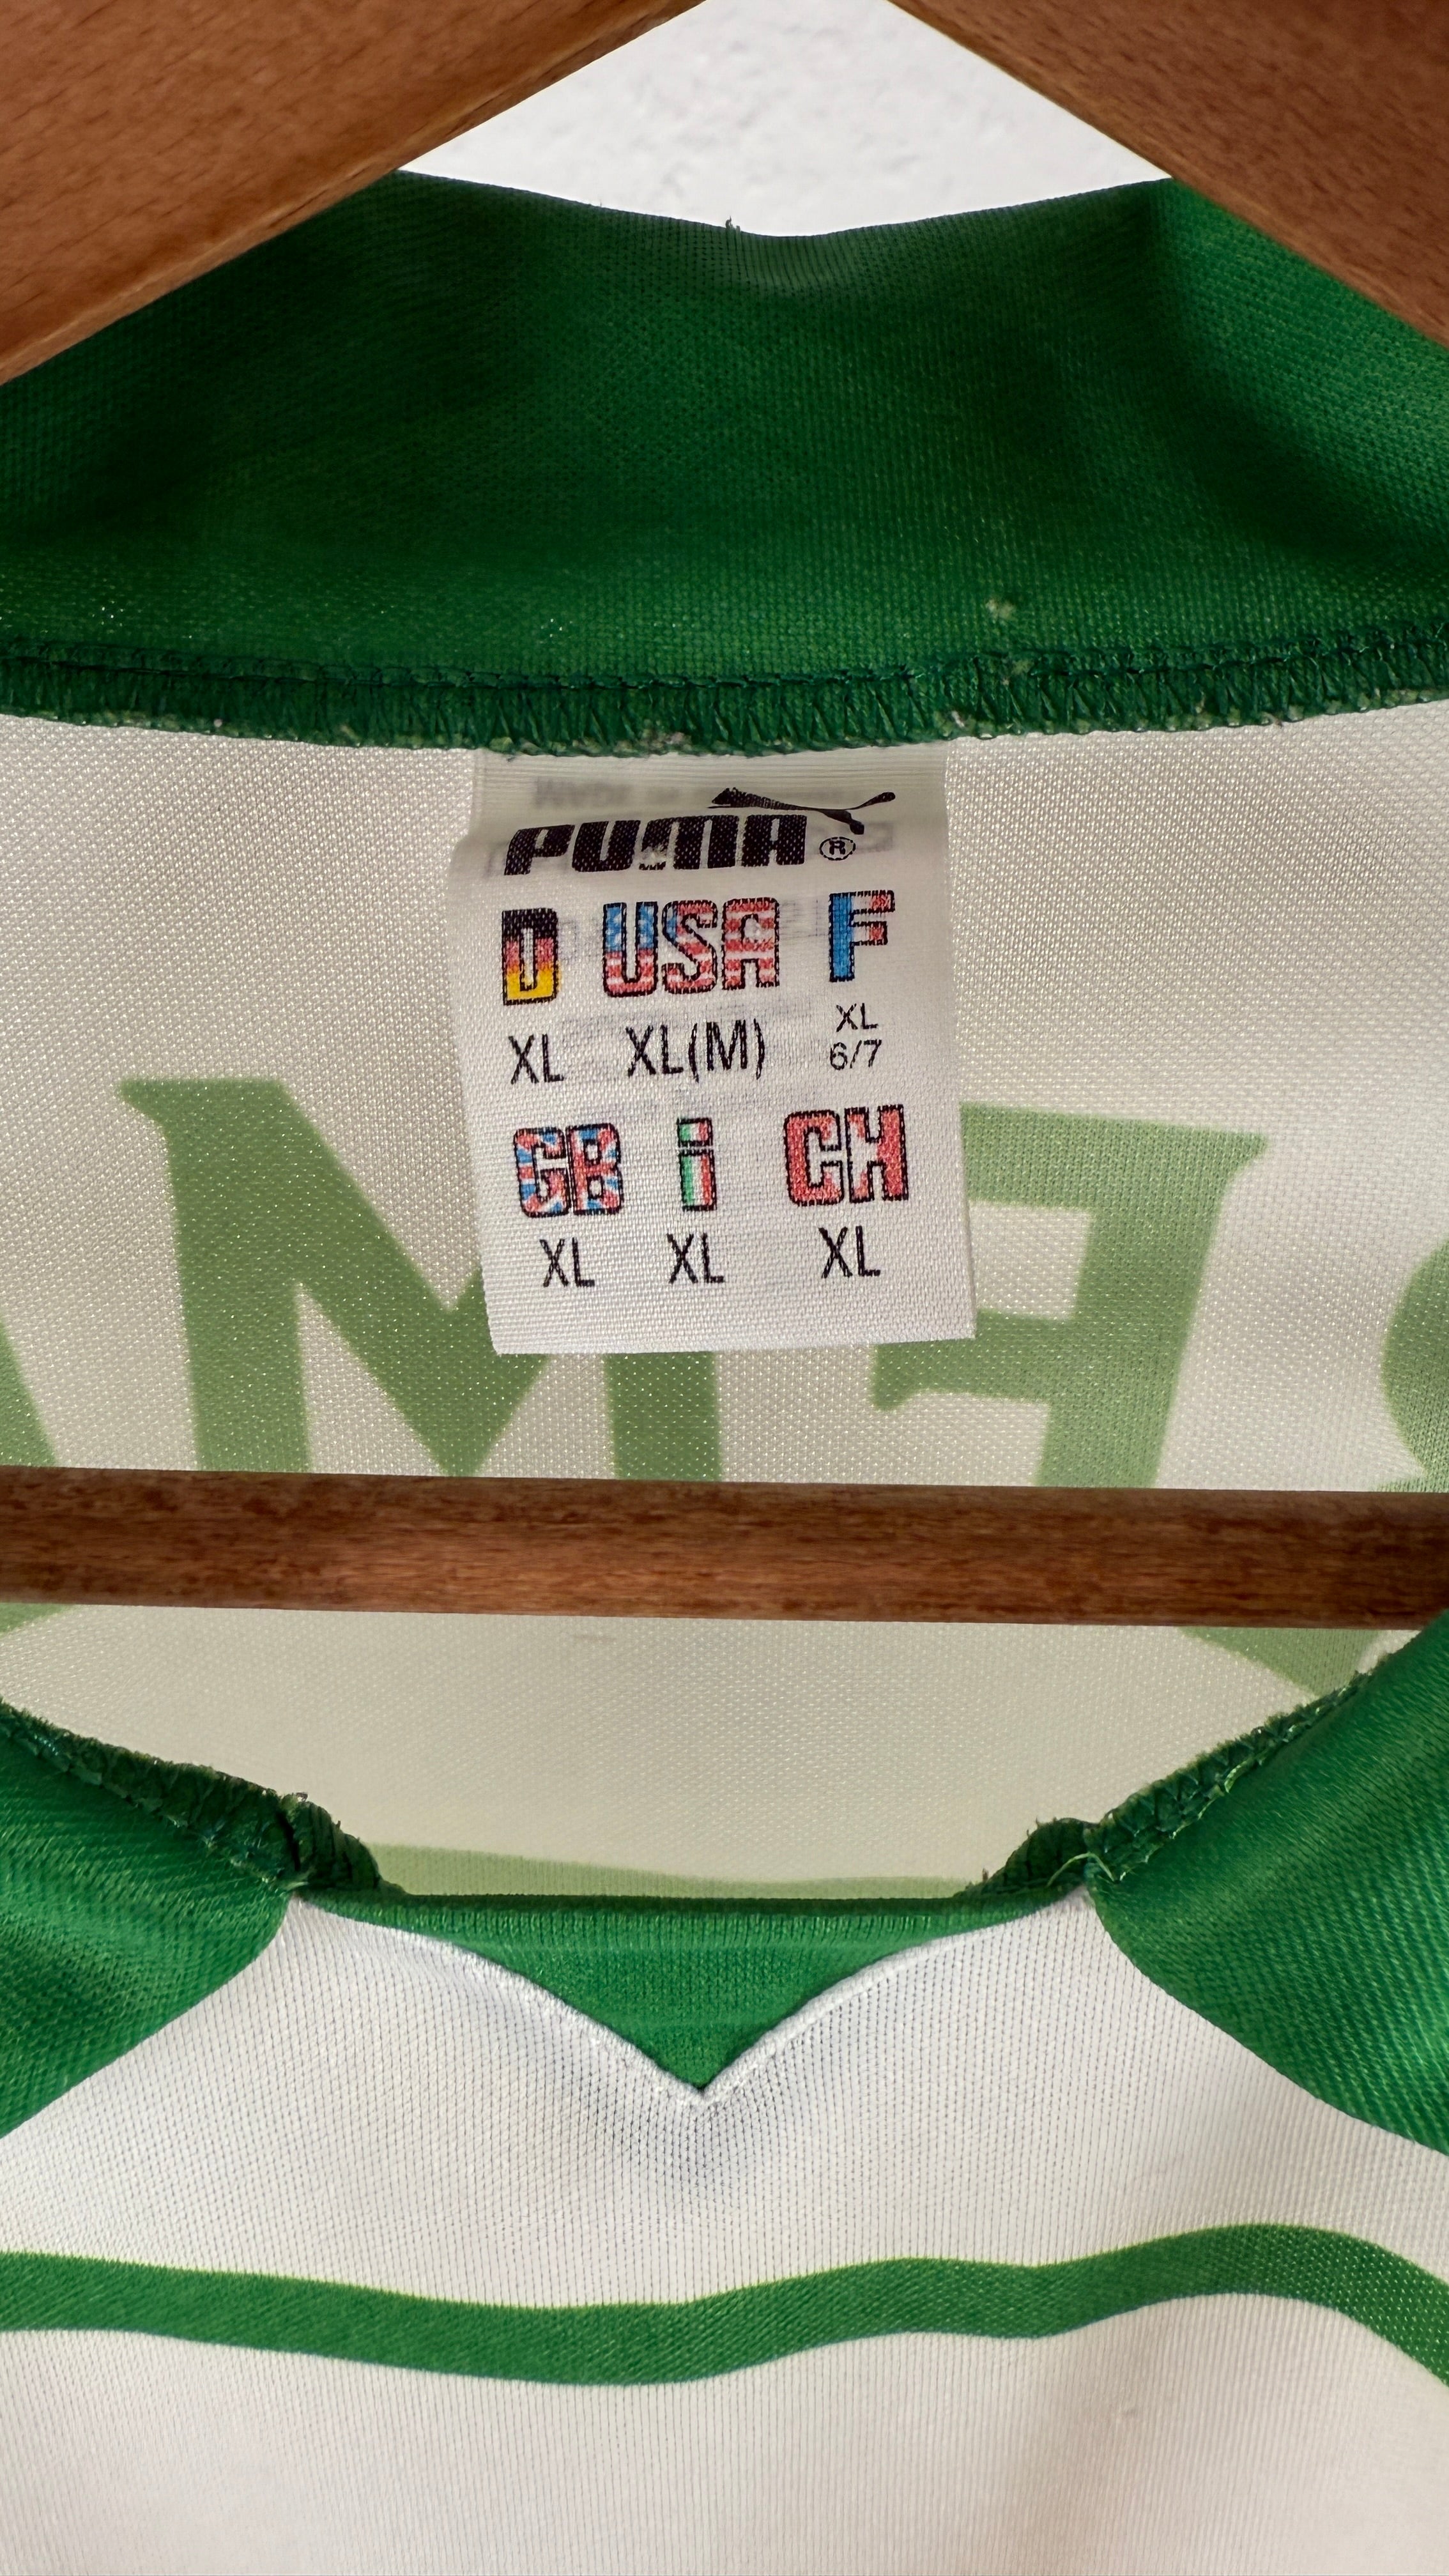 PUMA ®
D USA F
XL XL(M) XL 6/7
GB i CH
XL XL XL